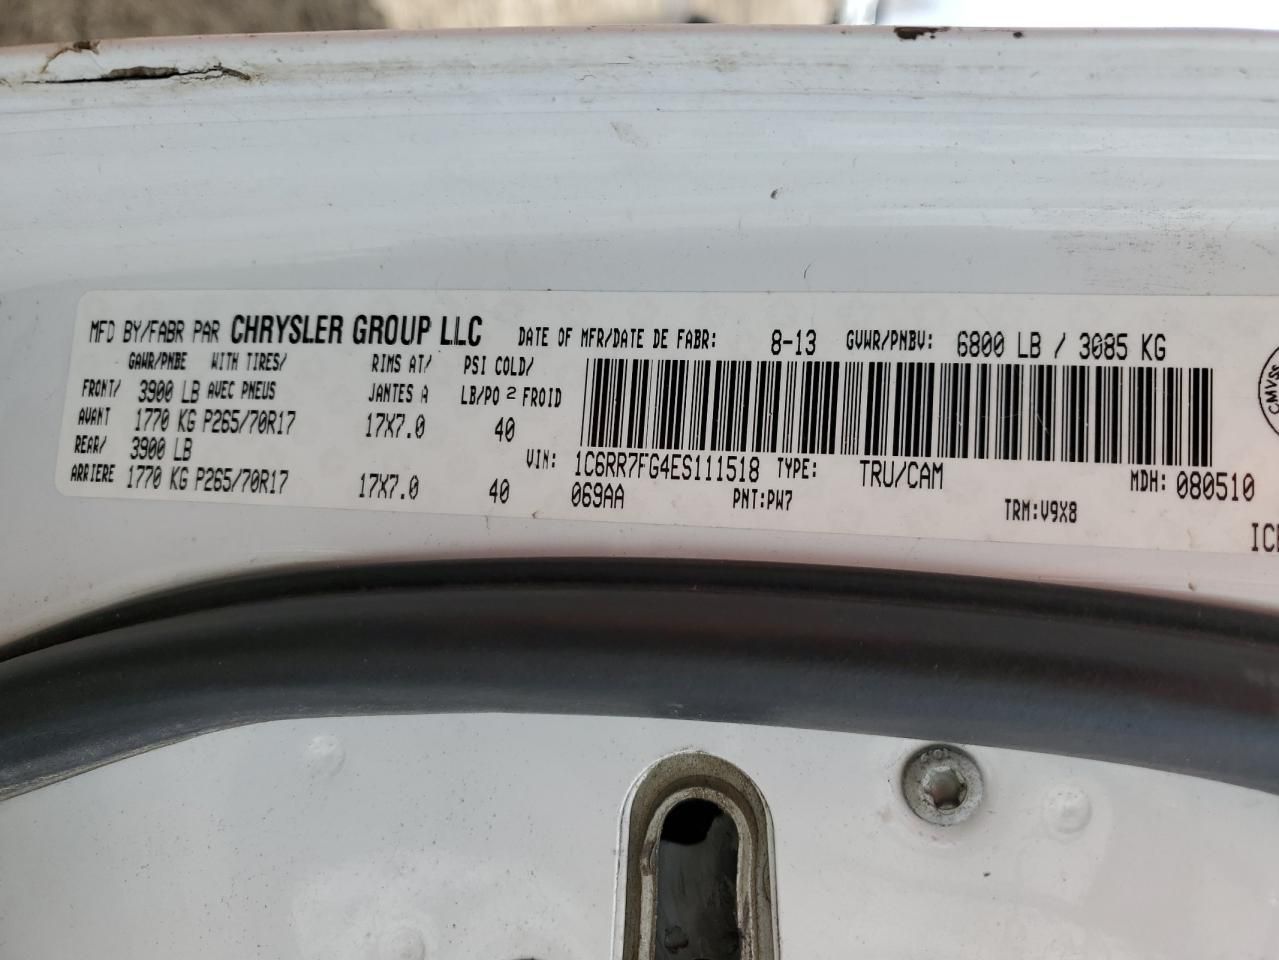 MFD BY/FABR PAR CHRYSLER GROUP LLC DATE OF MFR/DATE DE FABR: 8-13 GVWR/PNBV: 6800 LB / 3085 KG
GAWR/PNBE WITH TIRES/ RIMS AT/ PSI COLD/
FRONT/ 3900 LB AVEC PNEUS JANTES A LB/PO 2 FROID
AVANT 1770 KG P265/70R17 17X7.0 40
REAR/ 3900 LB
ARRIERE 1770 KG P265/70R17 17X7.0 40
VIN: 1C6RR7FG4ES111518 TYPE: TRU/CAM MDH: 080510
069AA PNT:PW7 TRM:V9X8
CMVSS